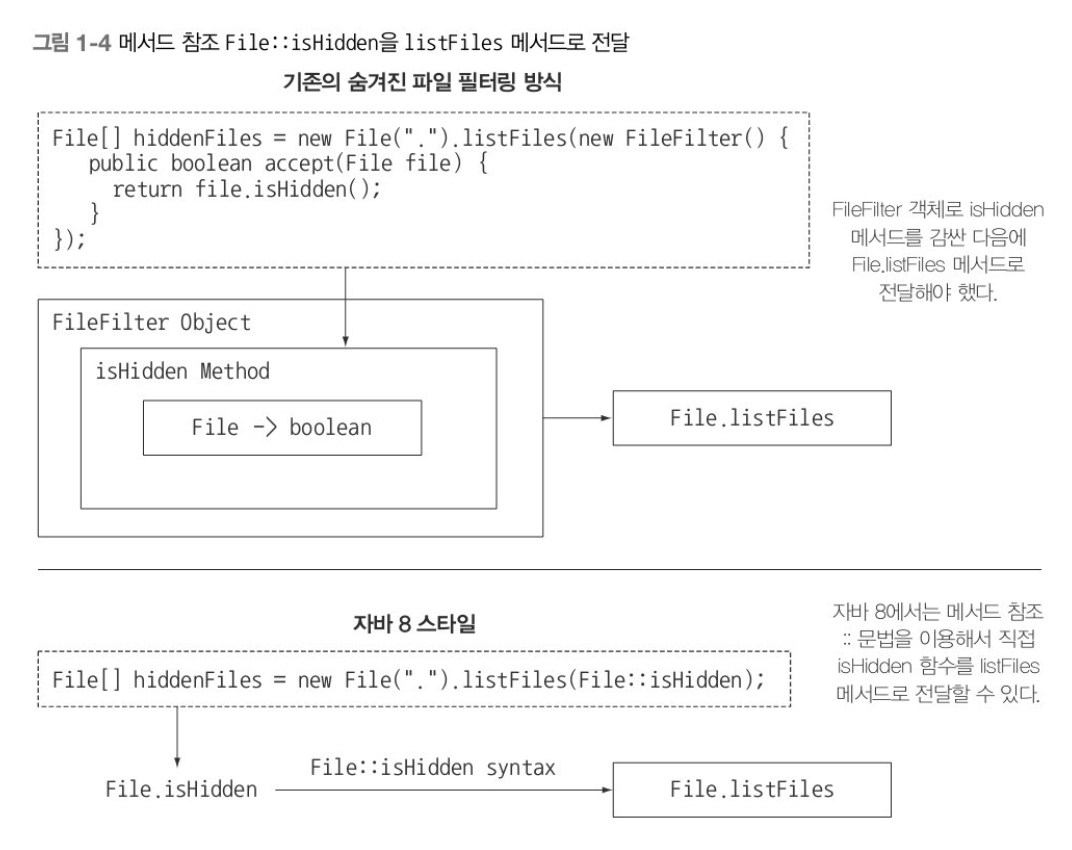 그림 1-4 메서드 참조 File::isHidden을 listFiles 메서드로 전달
기존의 숨겨진 파일 필터링 방식
File[] hiddenFiles = new File(".").listFiles(new FileFilter() {
public boolean accept(File file) {
return file.isHidden();
}
});
FileFilter 객체로 isHidden
메서드를 감싼 다음에
File.listFiles 메서드로
전달해야 했다.
FileFilter Object
isHidden Method
File -> boolean
File.listFiles
자바 8 스타일
File[] hiddenFiles = new File(".").listFiles(File::isHidden);
자바 8에서는 메서드 참조
:: 문법을 이용해서 직접
isHidden 함수를 listFiles
메서드로 전달할 수 있다.
File.isHidden
File::isHidden syntax
File.listFiles